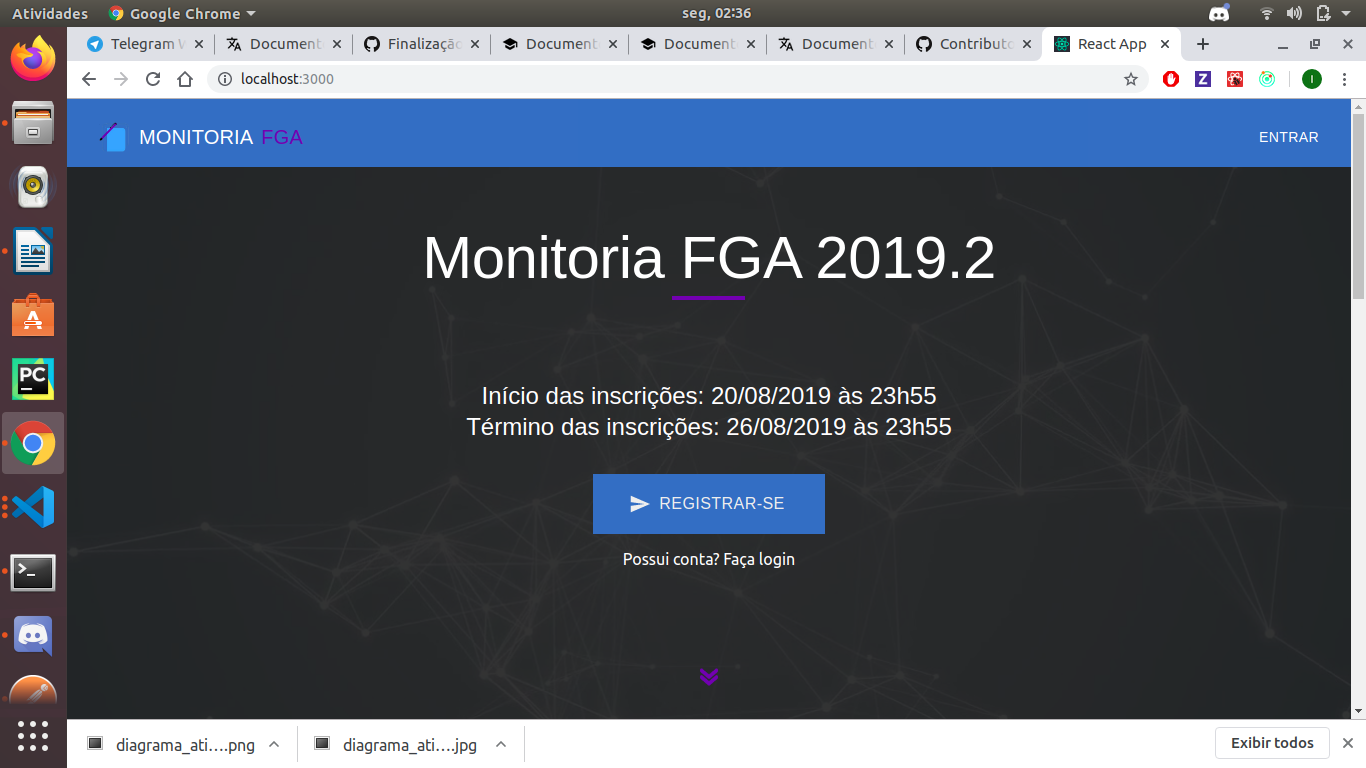 Atividades
Google Chrome
seg, 02:36
Telegram W
Document
Finalização
Document
Document
Document
Contributo
React App
localhost:3000
I
MONITORIA FGA
ENTRAR
Monitoria FGA 2019.2
Início das inscrições: 20/08/2019 às 23h55
Término das inscrições: 26/08/2019 às 23h55
REGISTRAR-SE
Possui conta? Faça login
PC
diagrama_ati....png
diagrama_ati....jpg
Exibir todos